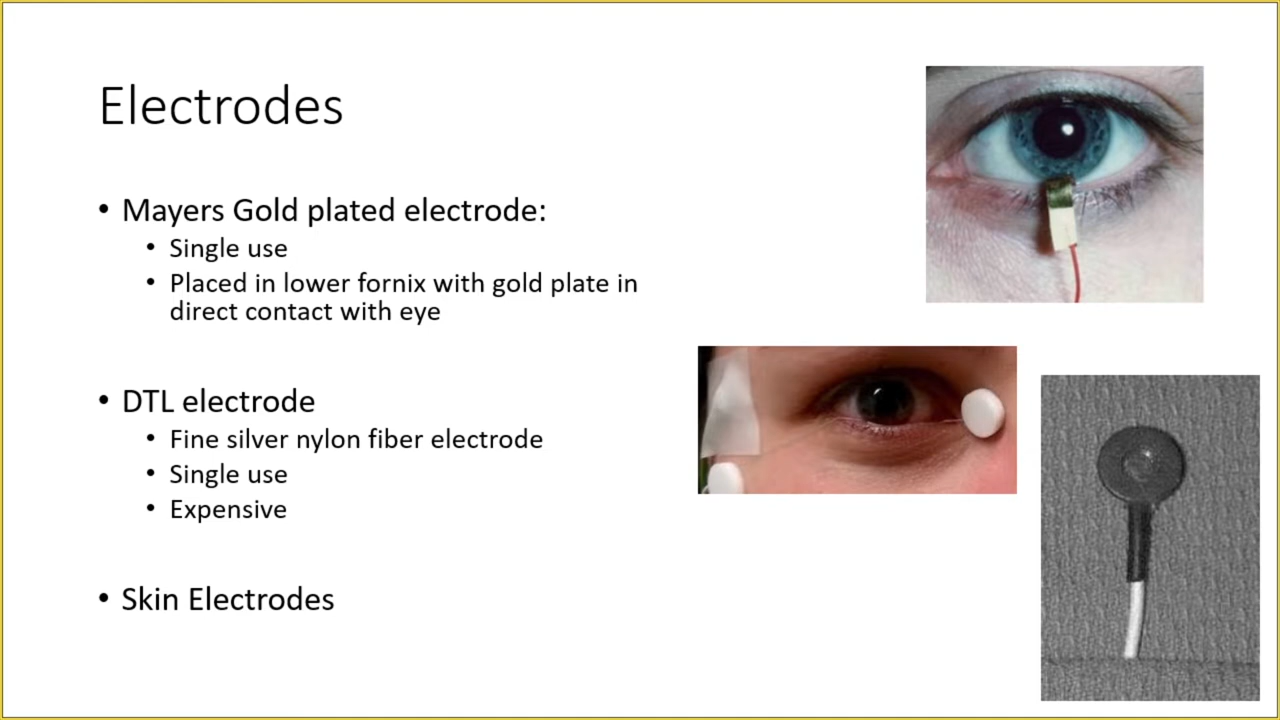 Electrodes
• Mayers Gold plated electrode:
• Single use
• Placed in lower fornix with gold plate in
direct contact with eye
• DTL electrode
• Fine silver nylon fiber electrode
• Single use
• Expensive
• Skin Electrodes